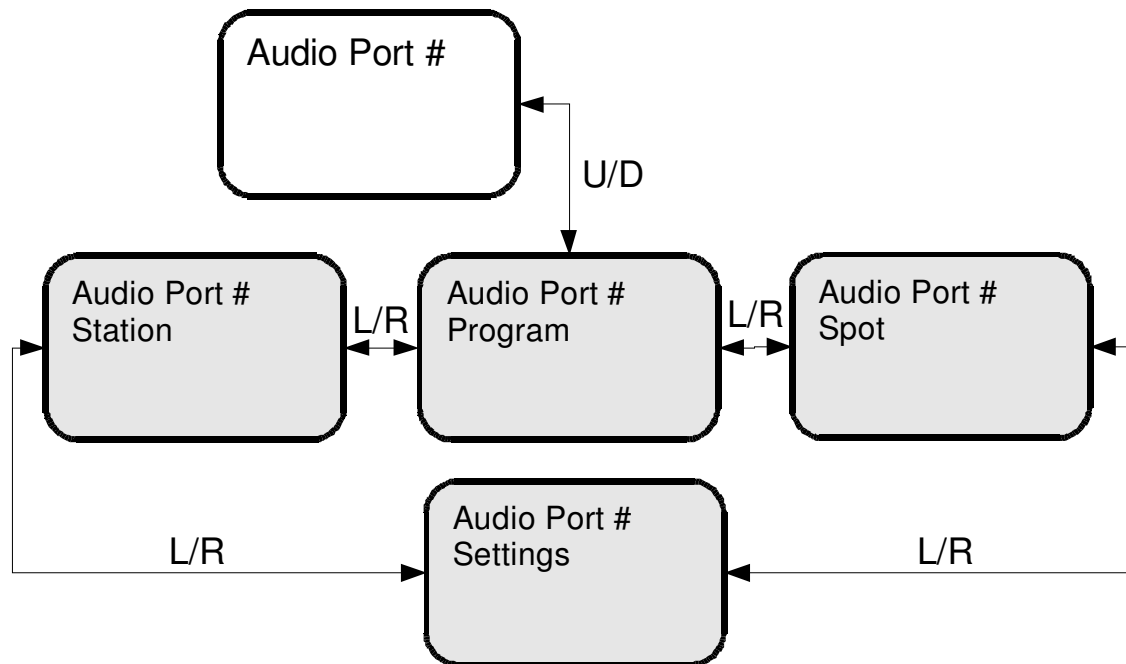 Audio Port #
U/D
Audio Port #
Station
L/R
Audio Port #
Program
L/R
Audio Port #
Spot
Audio Port #
Settings
L/R
L/R